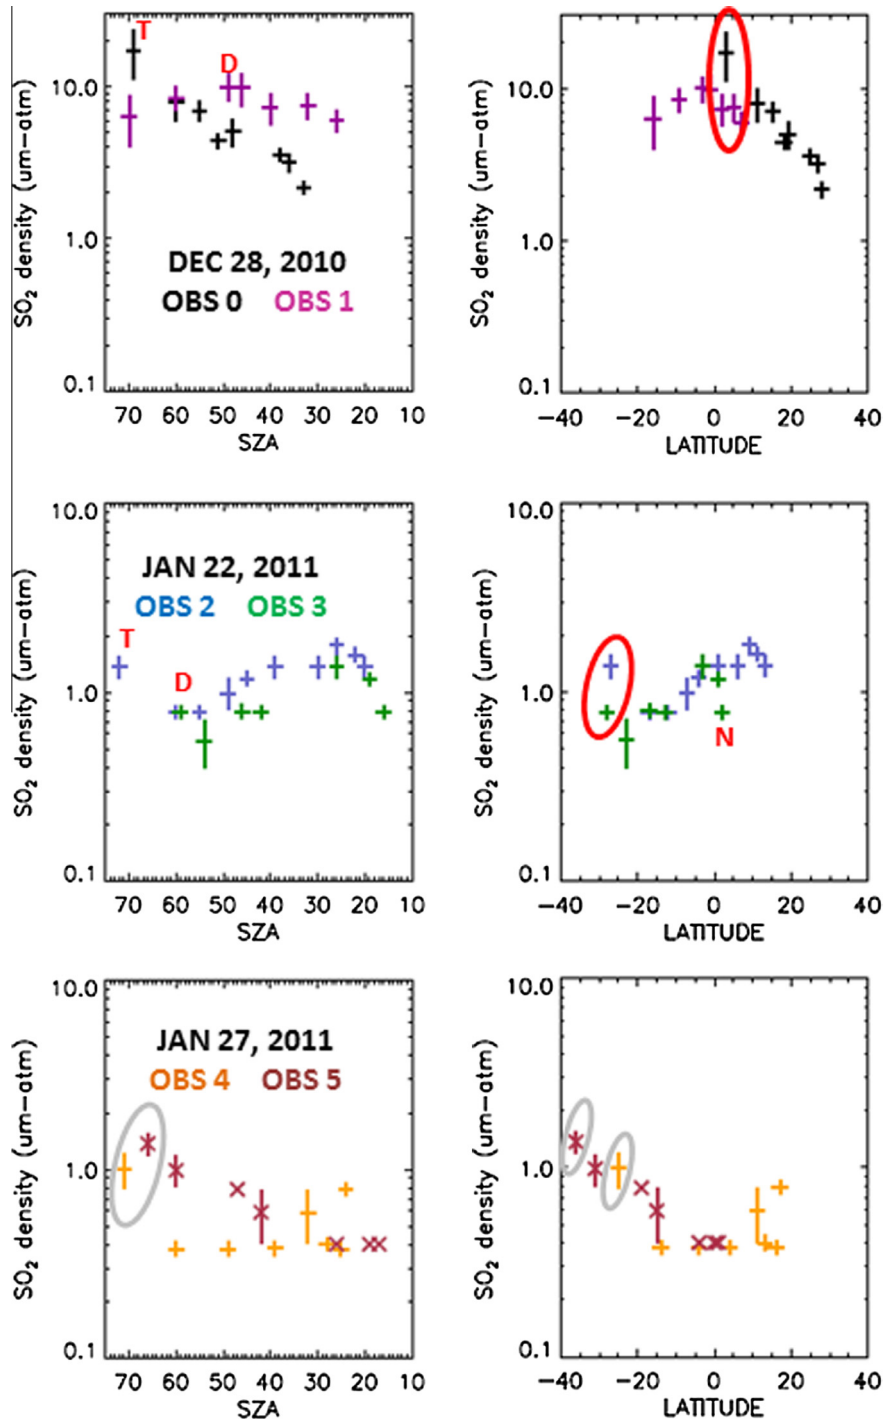 SO2 density (um−atm)
10.0
1.0
0.1
T
D
DEC 28, 2010
OBS 0 OBS 1
70 60 50 40 30 20 10
SZA
SO2 density (um−atm)
10.0
1.0
0.1
−40 −20 0 20 40
LATITUDE
SO2 density (um−atm)
10.0
1.0
0.1
JAN 22, 2011
OBS 2 OBS 3
T
D
70 60 50 40 30 20 10
SZA
SO2 density (um−atm)
10.0
1.0
0.1
N
−40 −20 0 20 40
LATITUDE
SO2 density (um−atm)
10.0
1.0
0.1
JAN 27, 2011
OBS 4 OBS 5
70 60 50 40 30 20 10
SZA
SO2 density (um−atm)
10.0
1.0
0.1
−40 −20 0 20 40
LATITUDE